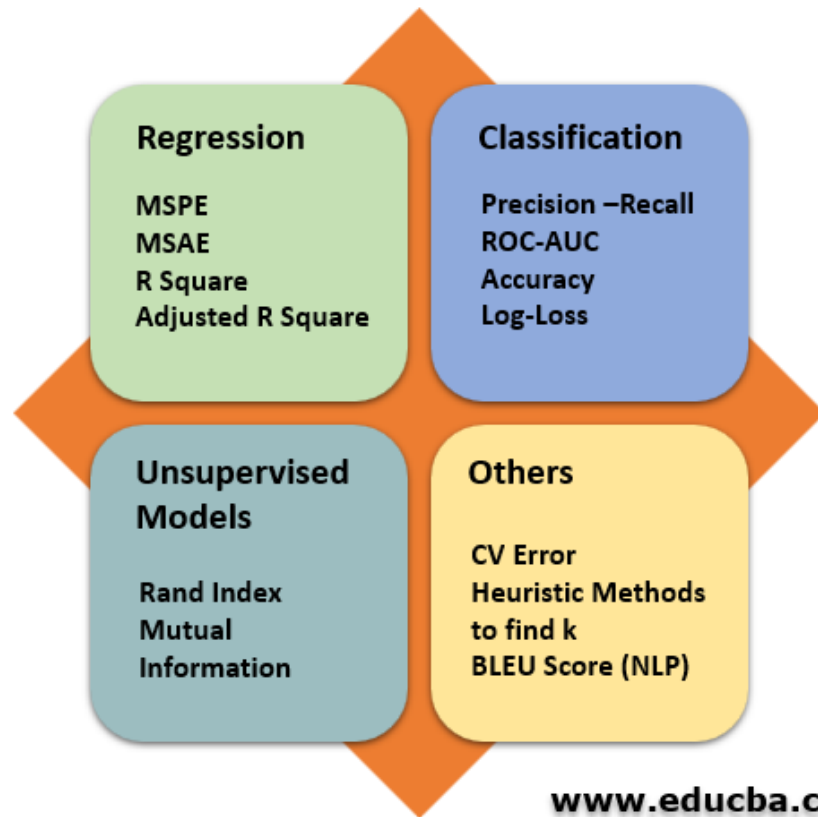 Regression
MSPE
MSAE
R Square
Adjusted R Square
Classification
Precision –Recall
ROC-AUC
Accuracy
Log-Loss
Unsupervised
Models
Rand Index
Mutual
Information
Others
CV Error
Heuristic Methods
to find k
BLEU Score (NLP)
www.educba.c